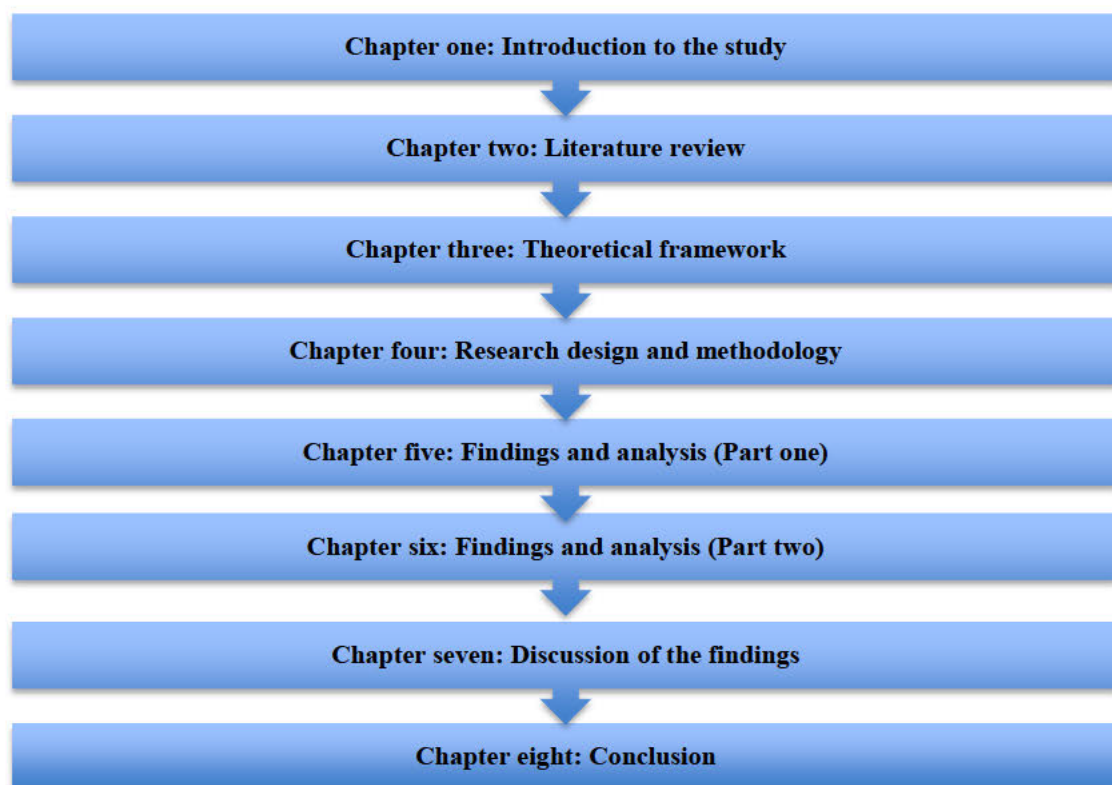 Chapter one: Introduction to the study
Chapter two: Literature review
Chapter three: Theoretical framework
Chapter four: Research design and methodology
Chapter five: Findings and analysis (Part one)
Chapter six: Findings and analysis (Part two)
Chapter seven: Discussion of the findings
Chapter eight: Conclusion